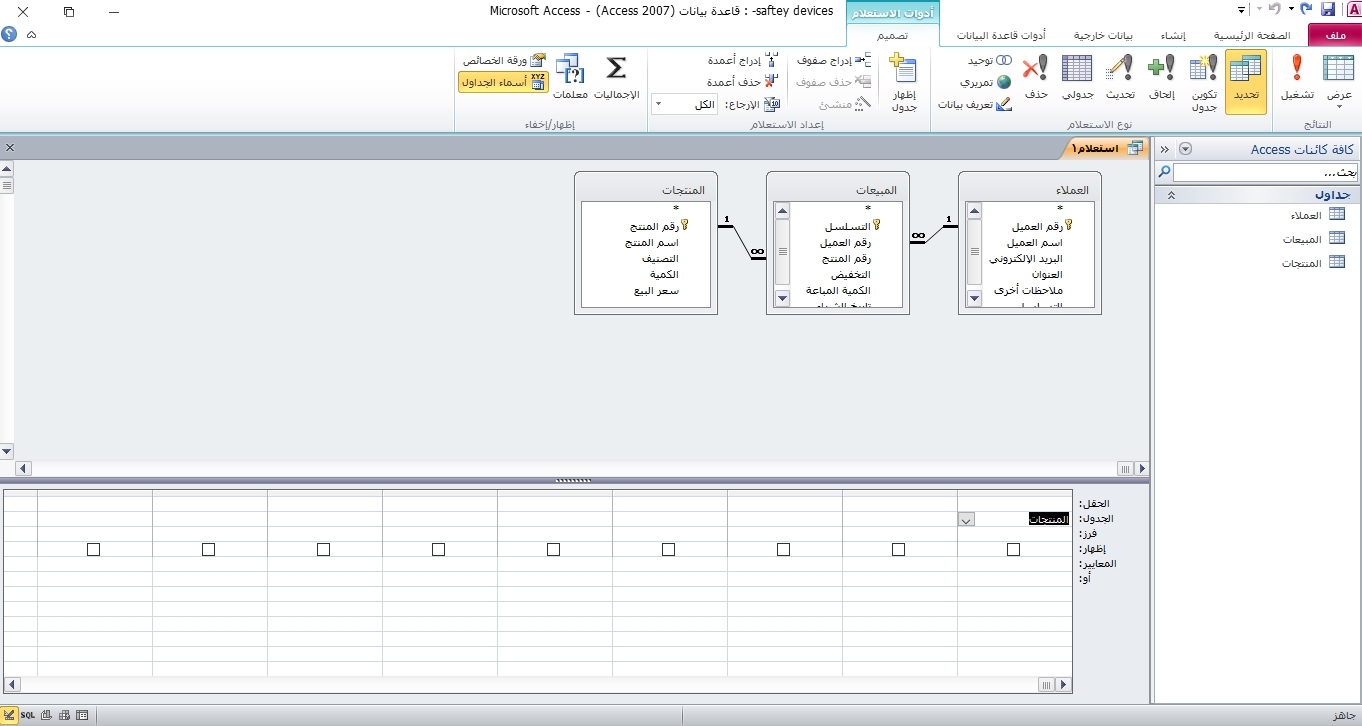 saftey devices- : قاعدة بيانات (Access 2007) - Microsoft Access
أدوات الاستعلام
ملف
الصفحة الرئيسية
إنشاء
بيانات خارجية
أدوات قاعدة البيانات
تصميم
عرض
تشغيل
النتائج
تحديد
تكوين جدول
إلحاق
تحديث
جدولي
حذف
توحيد
تمريري
تعريف بيانات
نوع الاستعلام
إظهار جدول
إدراج صفوف
حذف صفوف
منشئ
إدراج أعمدة
حذف أعمدة
الإرجاع: الكل
إعداد الاستعلام
الإجماليات
معلمات
ورقة الخصائص
أسماء الجداول
إظهار/إخفاء
كافة كائنات Access
بحث...
جداول
العملاء
المبيعات
المنتجات
استعلام١
العملاء
*
رقم العميل
اسم العميل
البريد الإلكتروني
العنوان
ملاحظات أخرى
1
∞
المبيعات
*
التسلسل
رقم العميل
رقم المنتج
التخفيض
الكمية المباعة
∞
1
المنتجات
*
رقم المنتج
اسم المنتج
التصنيف
الكمية
سعر البيع
الحقل:
الجدول: المنتجات
فرز:
إظهار:
المعايير:
أو:
جاهز
SQL